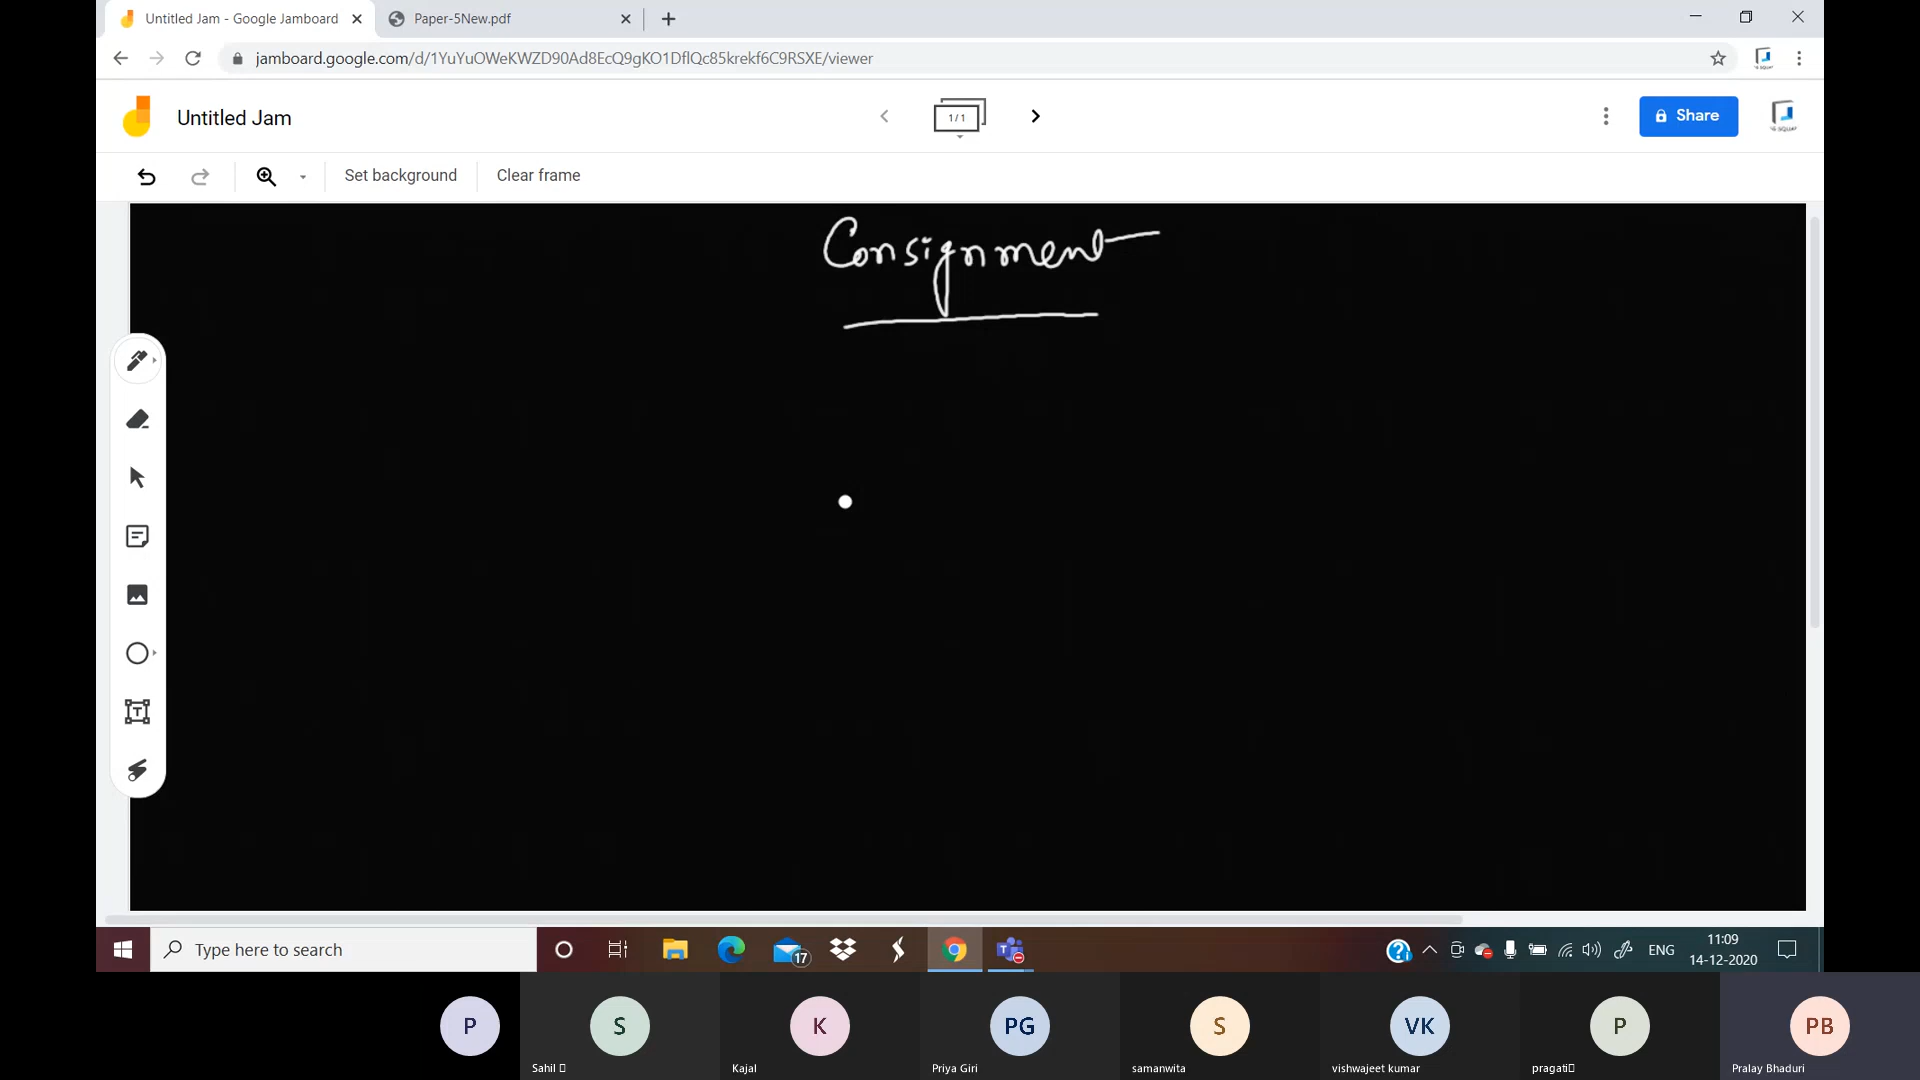 Untitled Jam - Google Jamboard
Paper-5New.pdf
jamboard.google.com/d/1YuYuOWeKWZD90Ad8EcQ9gKO1DflQc85krekf6C9RSXE/viewer
Untitled Jam
1 / 1
Share
Set background
Clear frame
Consignment
Type here to search
17
ENG
11:09
14-12-2020
P
S
K
PG
S
VK
P
PB
Sahil
Kajal
Priya Giri
samanwita
vishwajeet kumar
pragati
Pralay Bhaduri